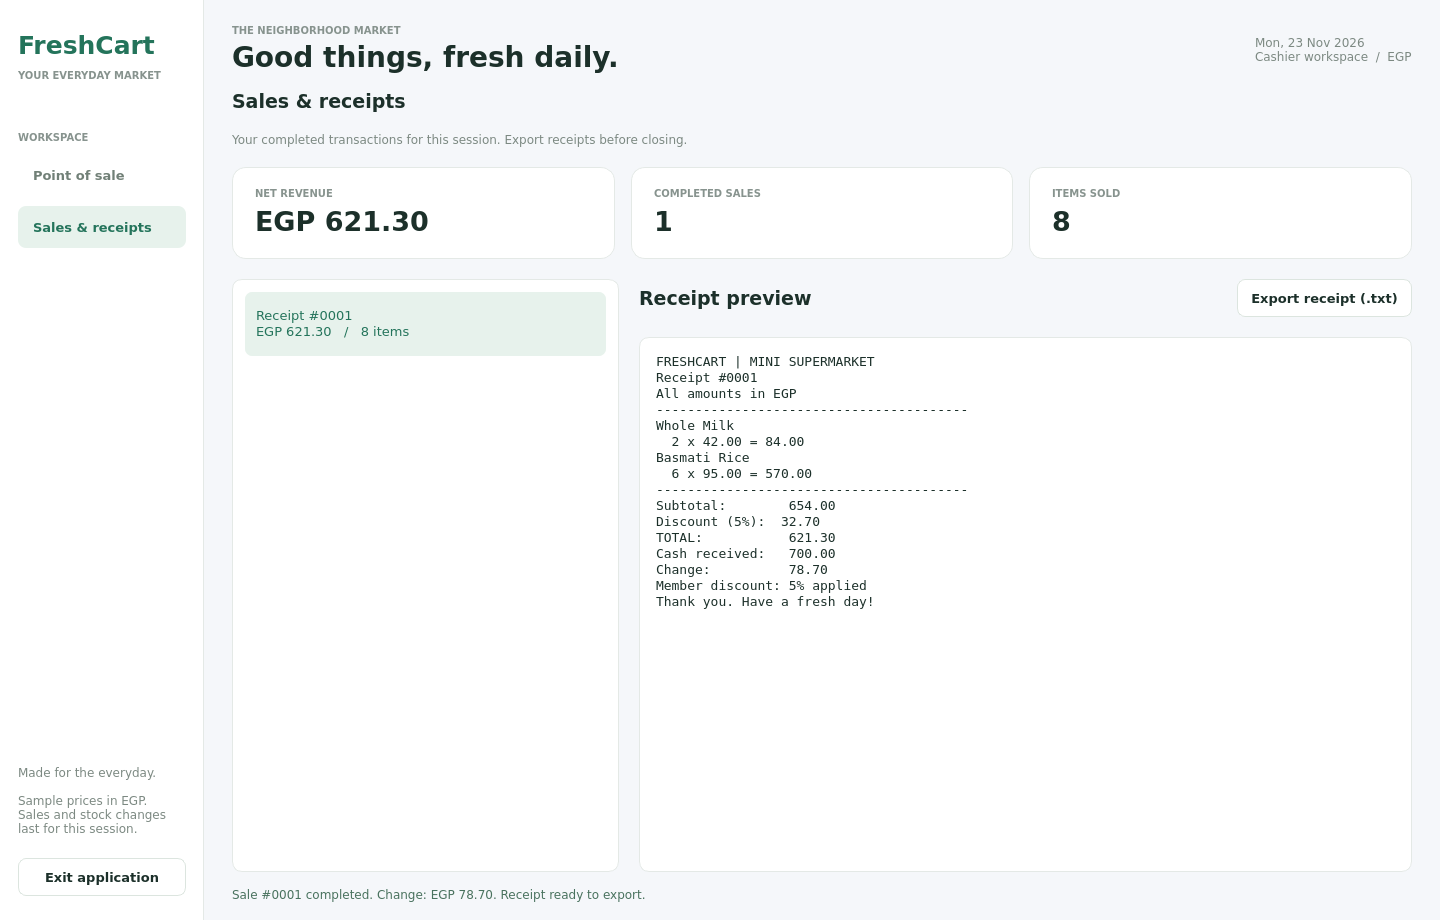 FreshCart
YOUR EVERYDAY MARKET
WORKSPACE
Point of sale
Sales & receipts
Made for the everyday.
Sample prices in EGP.
Sales and stock changes
last for this session.
Exit application
THE NEIGHBORHOOD MARKET
Good things, fresh daily.
Mon, 23 Nov 2026
Cashier workspace / EGP
Sales & receipts
Your completed transactions for this session. Export receipts before closing.
NET REVENUE
EGP 621.30
COMPLETED SALES
1
ITEMS SOLD
8
Receipt #0001
EGP 621.30 / 8 items
Receipt preview
Export receipt (.txt)
FRESHCART | MINI SUPERMARKET
Receipt #0001
All amounts in EGP
----------------------------------------
Whole Milk
  2 x 42.00 = 84.00
Basmati Rice
  6 x 95.00 = 570.00
----------------------------------------
Subtotal:        654.00
Discount (5%):  32.70
TOTAL:           621.30
Cash received:   700.00
Change:          78.70
Member discount: 5% applied
Thank you. Have a fresh day!
Sale #0001 completed. Change: EGP 78.70. Receipt ready to export.